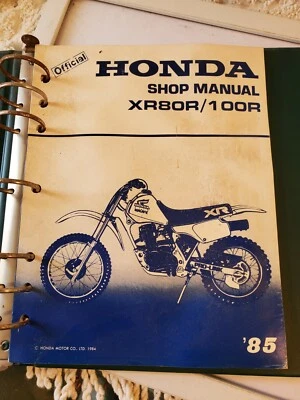 Official
HONDA
SHOP MANUAL
XR80R/100R
XR
© HONDA MOTOR CO., LTD. 1984
'85